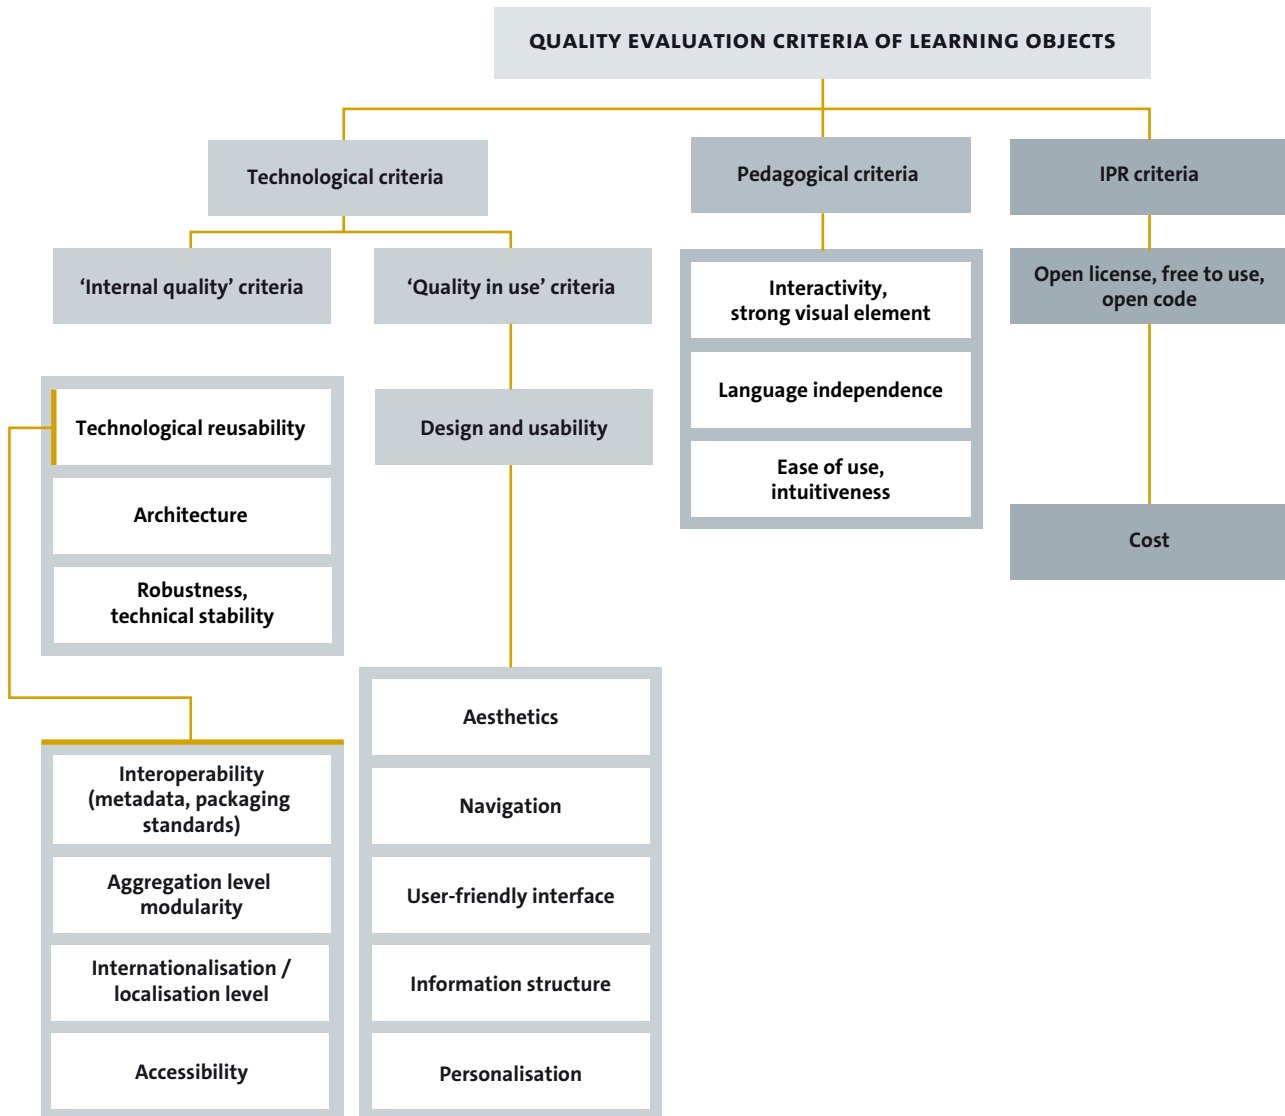 QUALITY EVALUATION CRITERIA OF LEARNING OBJECTS
Technological criteria
Pedagogical criteria
IPR criteria
‘Internal quality’ criteria
‘Quality in use’ criteria
Interactivity,
strong visual element
Open license, free to use,
open code
Language independence
Technological reusability
Design and usability
Ease of use,
intuitiveness
Architecture
Cost
Robustness,
technical stability
Aesthetics
Interoperability
(metadata, packaging
standards)
Navigation
Aggregation level
modularity
User-friendly interface
Internationalisation /
localisation level
Information structure
Accessibility
Personalisation